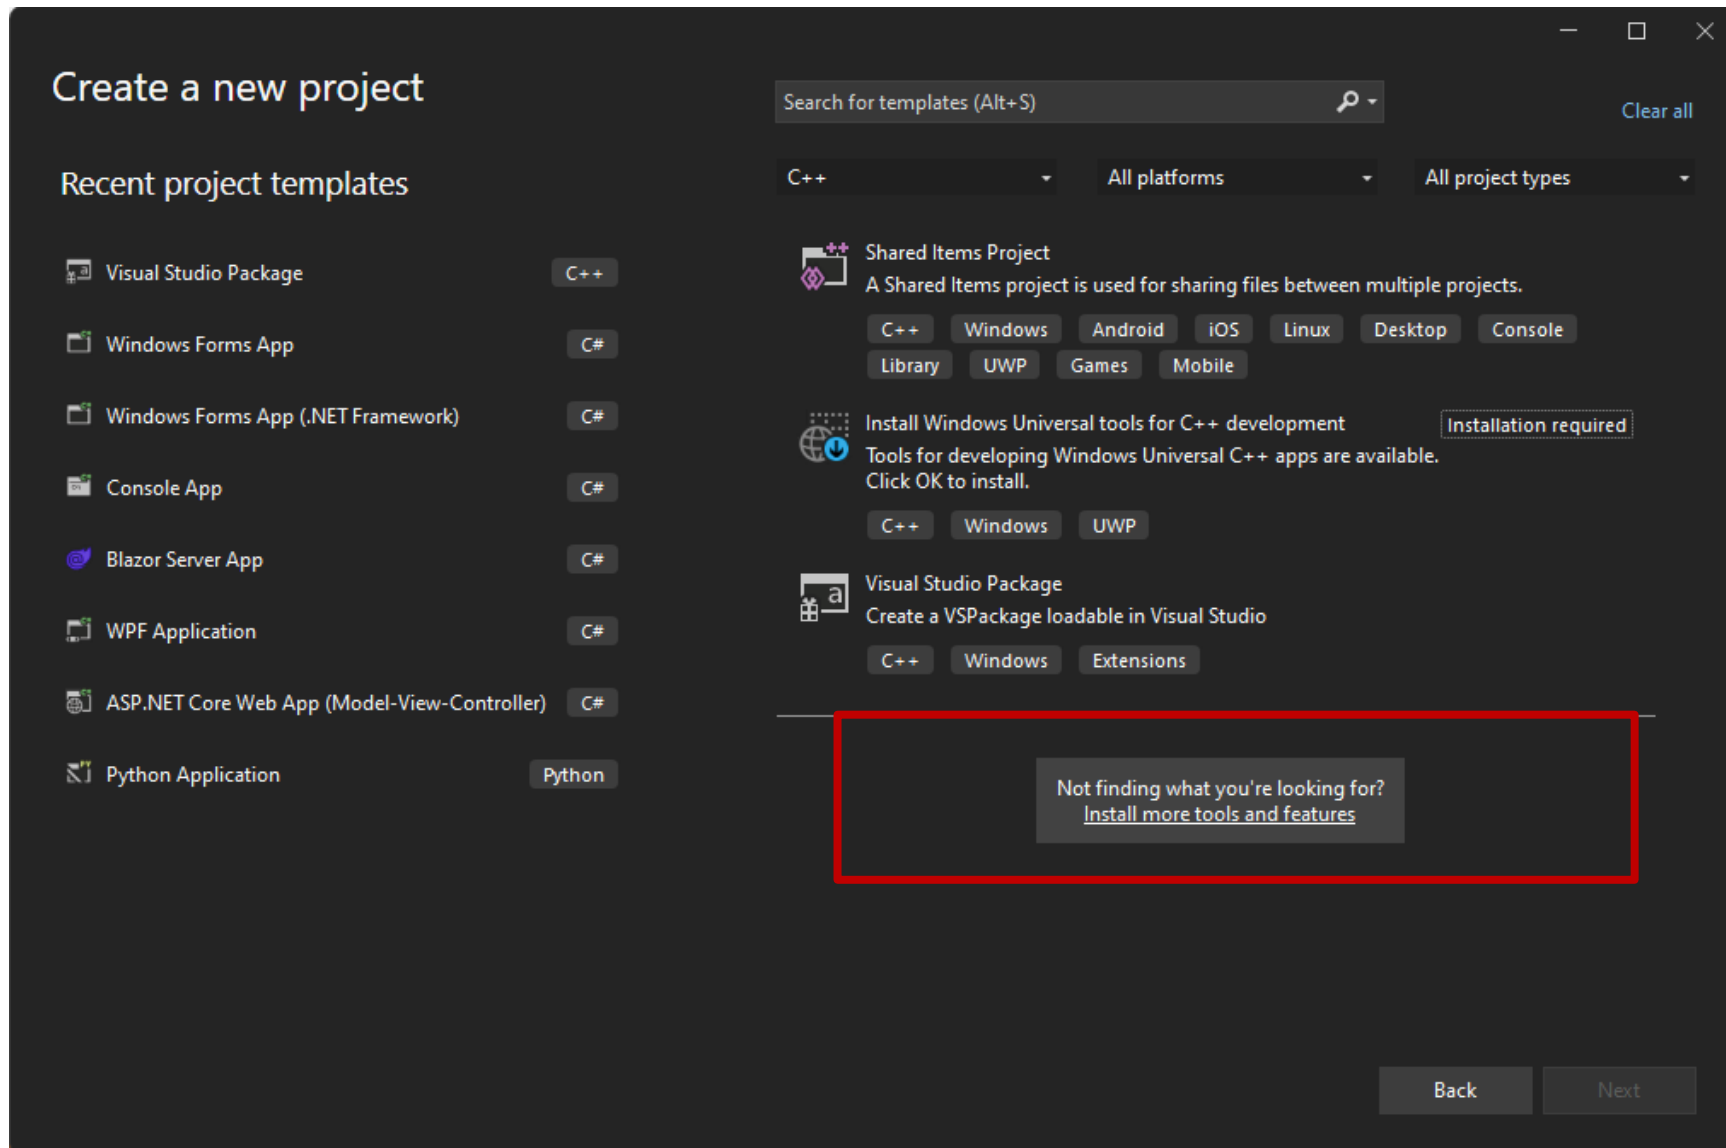 Create a new project
Search for templates (Alt+S)
Clear all
Recent project templates
C++
All platforms
All project types
Visual Studio Package C++
Windows Forms App C#
Windows Forms App (.NET Framework) C#
Console App C#
Blazor Server App C#
WPF Application C#
ASP.NET Core Web App (Model-View-Controller) C#
Python Application Python
Shared Items Project
A Shared Items project is used for sharing files between multiple projects.
C++ Windows Android iOS Linux Desktop Console
Library UWP Games Mobile
Install Windows Universal tools for C++ development Installation required
Tools for developing Windows Universal C++ apps are available.
Click OK to install.
C++ Windows UWP
Visual Studio Package
Create a VSPackage loadable in Visual Studio
C++ Windows Extensions
Not finding what you're looking for?
Install more tools and features
Back
Next